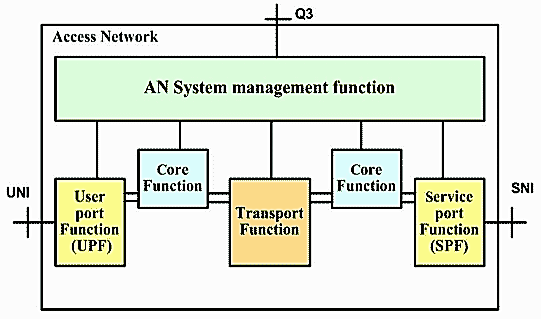 Q3
Access Network
AN System management function
Core
Function
Core
Function
UNI
User
port
Function
(UPF)
Transport
Function
Service
port
Function
(SPF)
SNI